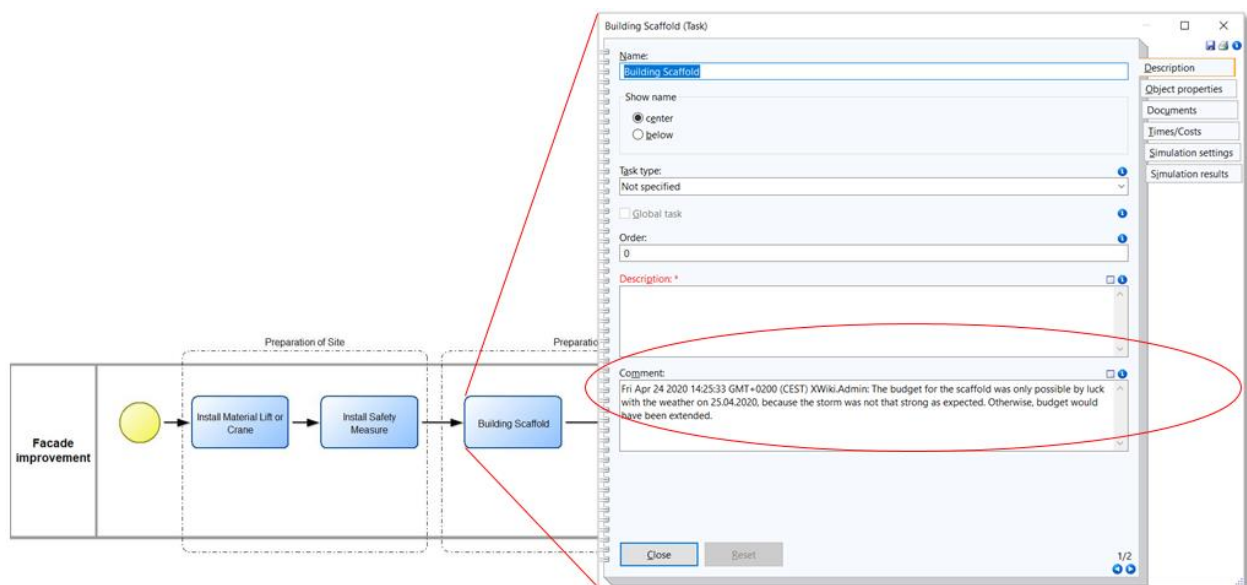 Building Scaffold (Task)
Name:
Building Scaffold
Show name
center
below
Task type:
Not specified
Global task
Order:
0
Description: *
Comment:
Fri Apr 24 2020 14:25:33 GMT+0200 (CEST) XWiki.Admin: The budget for the scaffold was only possible by luck
with the weather on 25.04.2020, because the storm was not that strong as expected. Otherwise, budget would
have been extended.
Close
Reset
1/2
Description
Object properties
Documents
Times/Costs
Simulation settings
Simulation results
Preparation of Site
Preparatio
Facade
improvement
Install Material Lift or
Crane
Install Safety
Measure
Building Scaffold